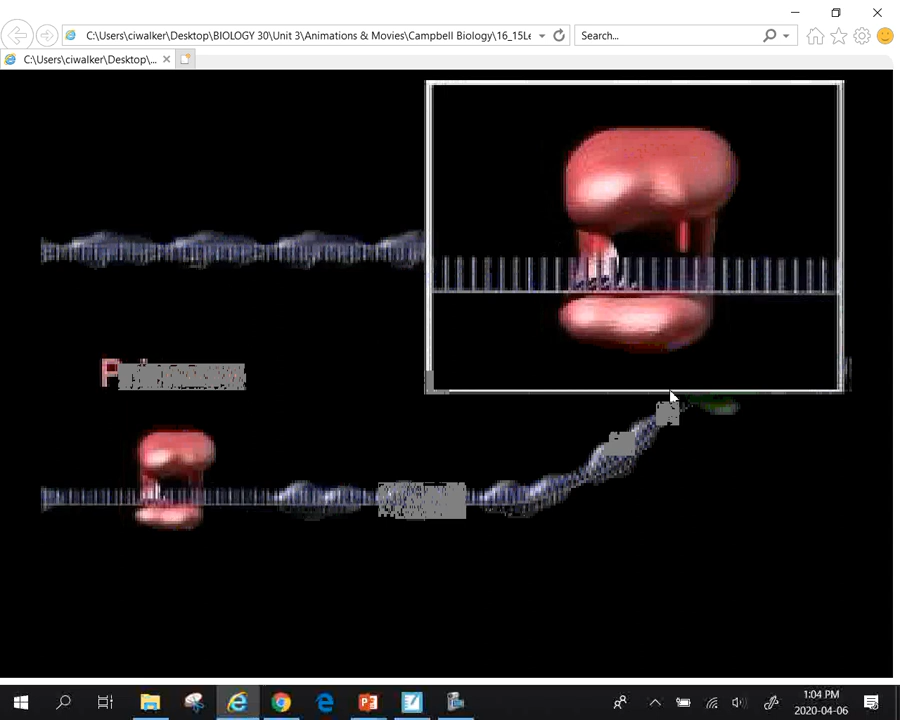 C:\Users\ciwalker\Desktop\BIOLOGY 30\Unit 3\Animations & Movies\Campbell Biology\16_15Le
Search...
C:\Users\ciwalker\Desktop\...
1:04 PM
2020-04-06